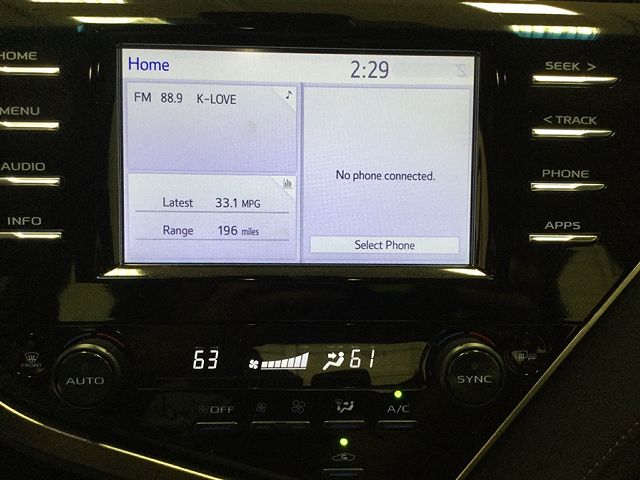 HOME
MENU
AUDIO
INFO
Home
2:29
FM 88.9 K-LOVE
Latest 33.1 MPG
Range 196 miles
No phone connected.
Select Phone
SEEK >
< TRACK
PHONE
APPS
FRONT
AUTO
63
61
SYNC
OFF
A/C